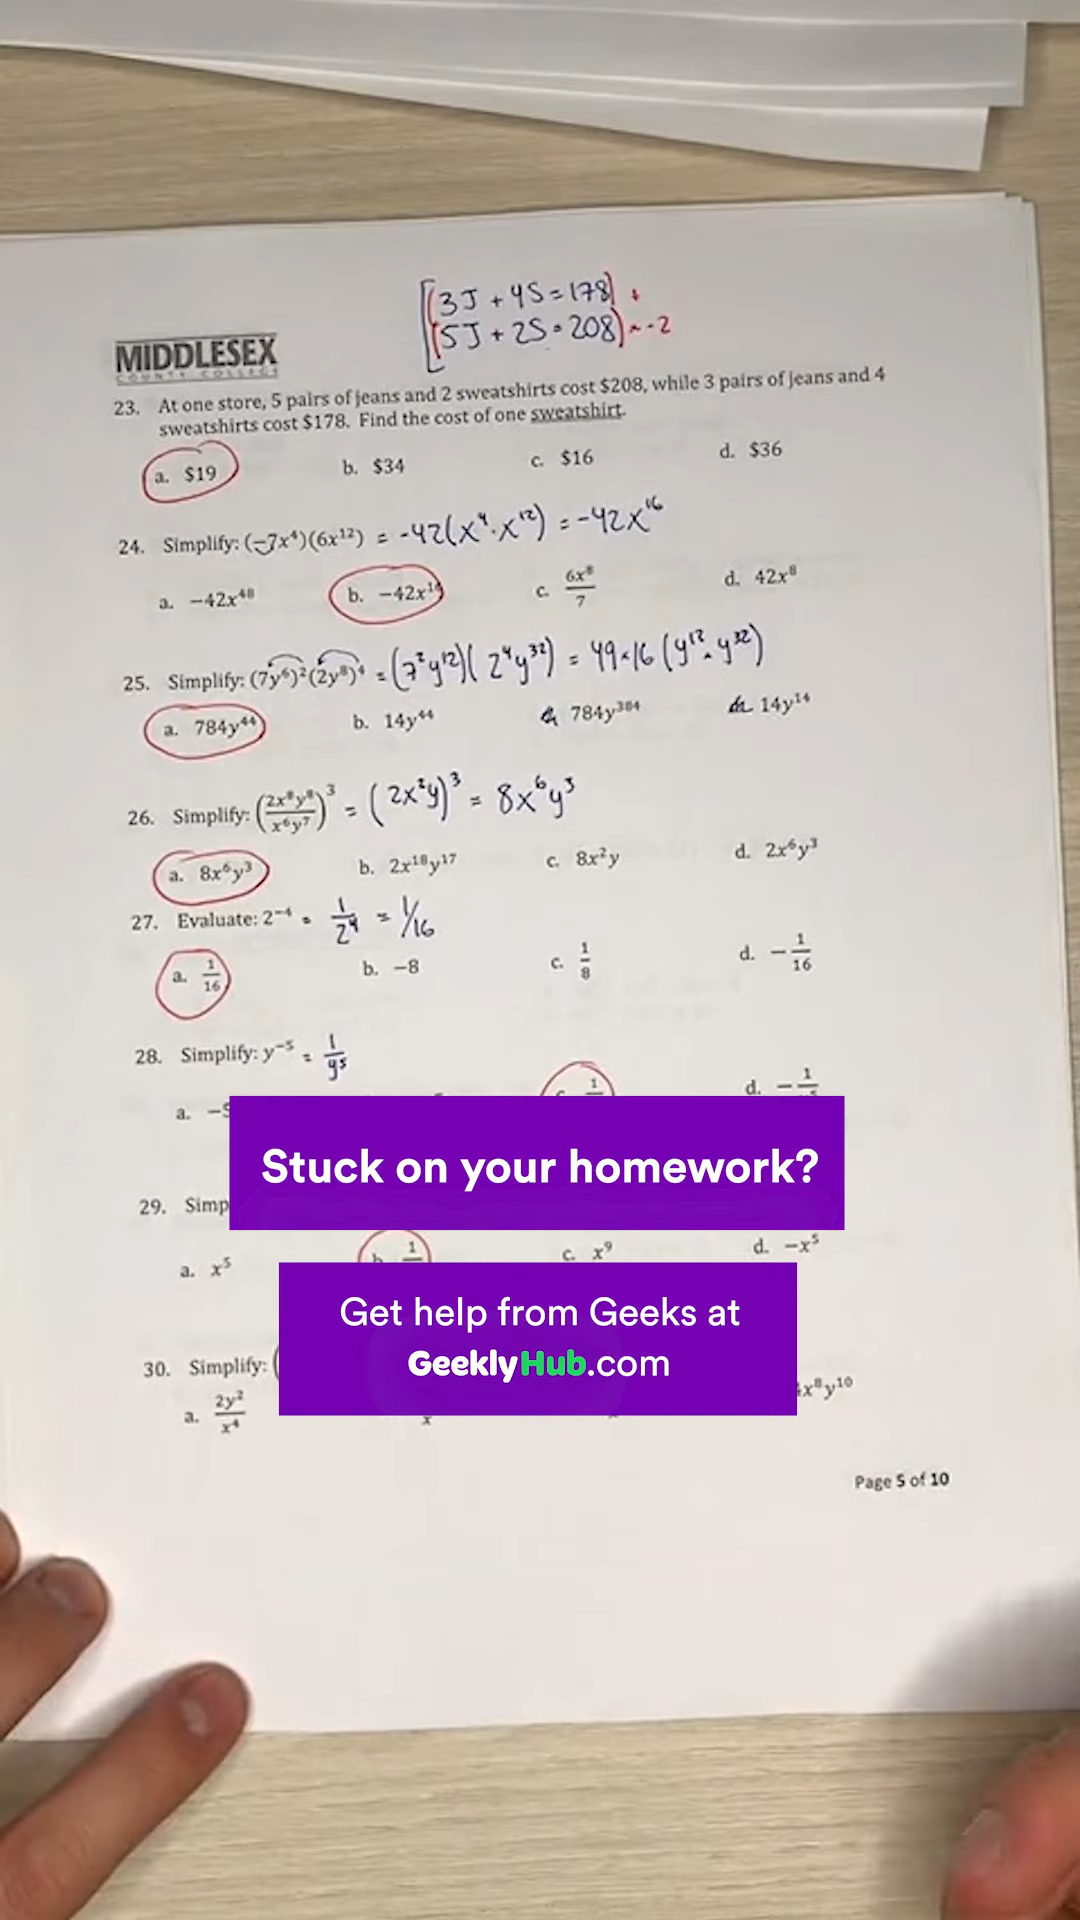 3J + 4S = 178 +
5J + 2S = 208 × -2
MIDDLESEX
COUNTY COLLEGE
23. At one store, 5 pairs of jeans and 2 sweatshirts cost $208, while 3 pairs of jeans and 4
sweatshirts cost $178. Find the cost of one sweatshirt.
a. $19 b. $34 c. $16 d. $36
24. Simplify: (−7x⁴)(6x¹²) = -42(x⁴·x¹²) = -42x¹⁶
a. −42x⁴⁸ b. −42x¹⁶ c. 6x⁸/7 d. 42x⁸
25. Simplify: (7y⁶)²(2y⁸)⁴ = (7²y¹²)(2⁴y³²) = 49×16 (y¹²·y³²)
a. 784y⁴⁴ b. 14y⁴⁴ 784y³⁸⁴ 14y¹⁴
26. Simplify: (2x⁸y⁸/x⁶y⁷)³ = (2x²y)³ = 8x⁶y³
a. 8x⁶y³ b. 2x¹⁸y¹⁷ c. 8x²y d. 2x⁶y³
27. Evaluate: 2⁻⁴ = 1/2⁴ = 1/16
a. 1/16 b. −8 c. 1/8 d. −1/16
28. Simplify: y⁻⁵ = 1/y⁵
a. d.
Stuck on your homework?
29.
a. x⁵ b. c. x⁹ d. −x⁵
Get help from Geeks at
GeeklyHub.com
30. Simplify: (
a. 2y²/x⁴ x⁸y¹⁰
Page 5 of 10